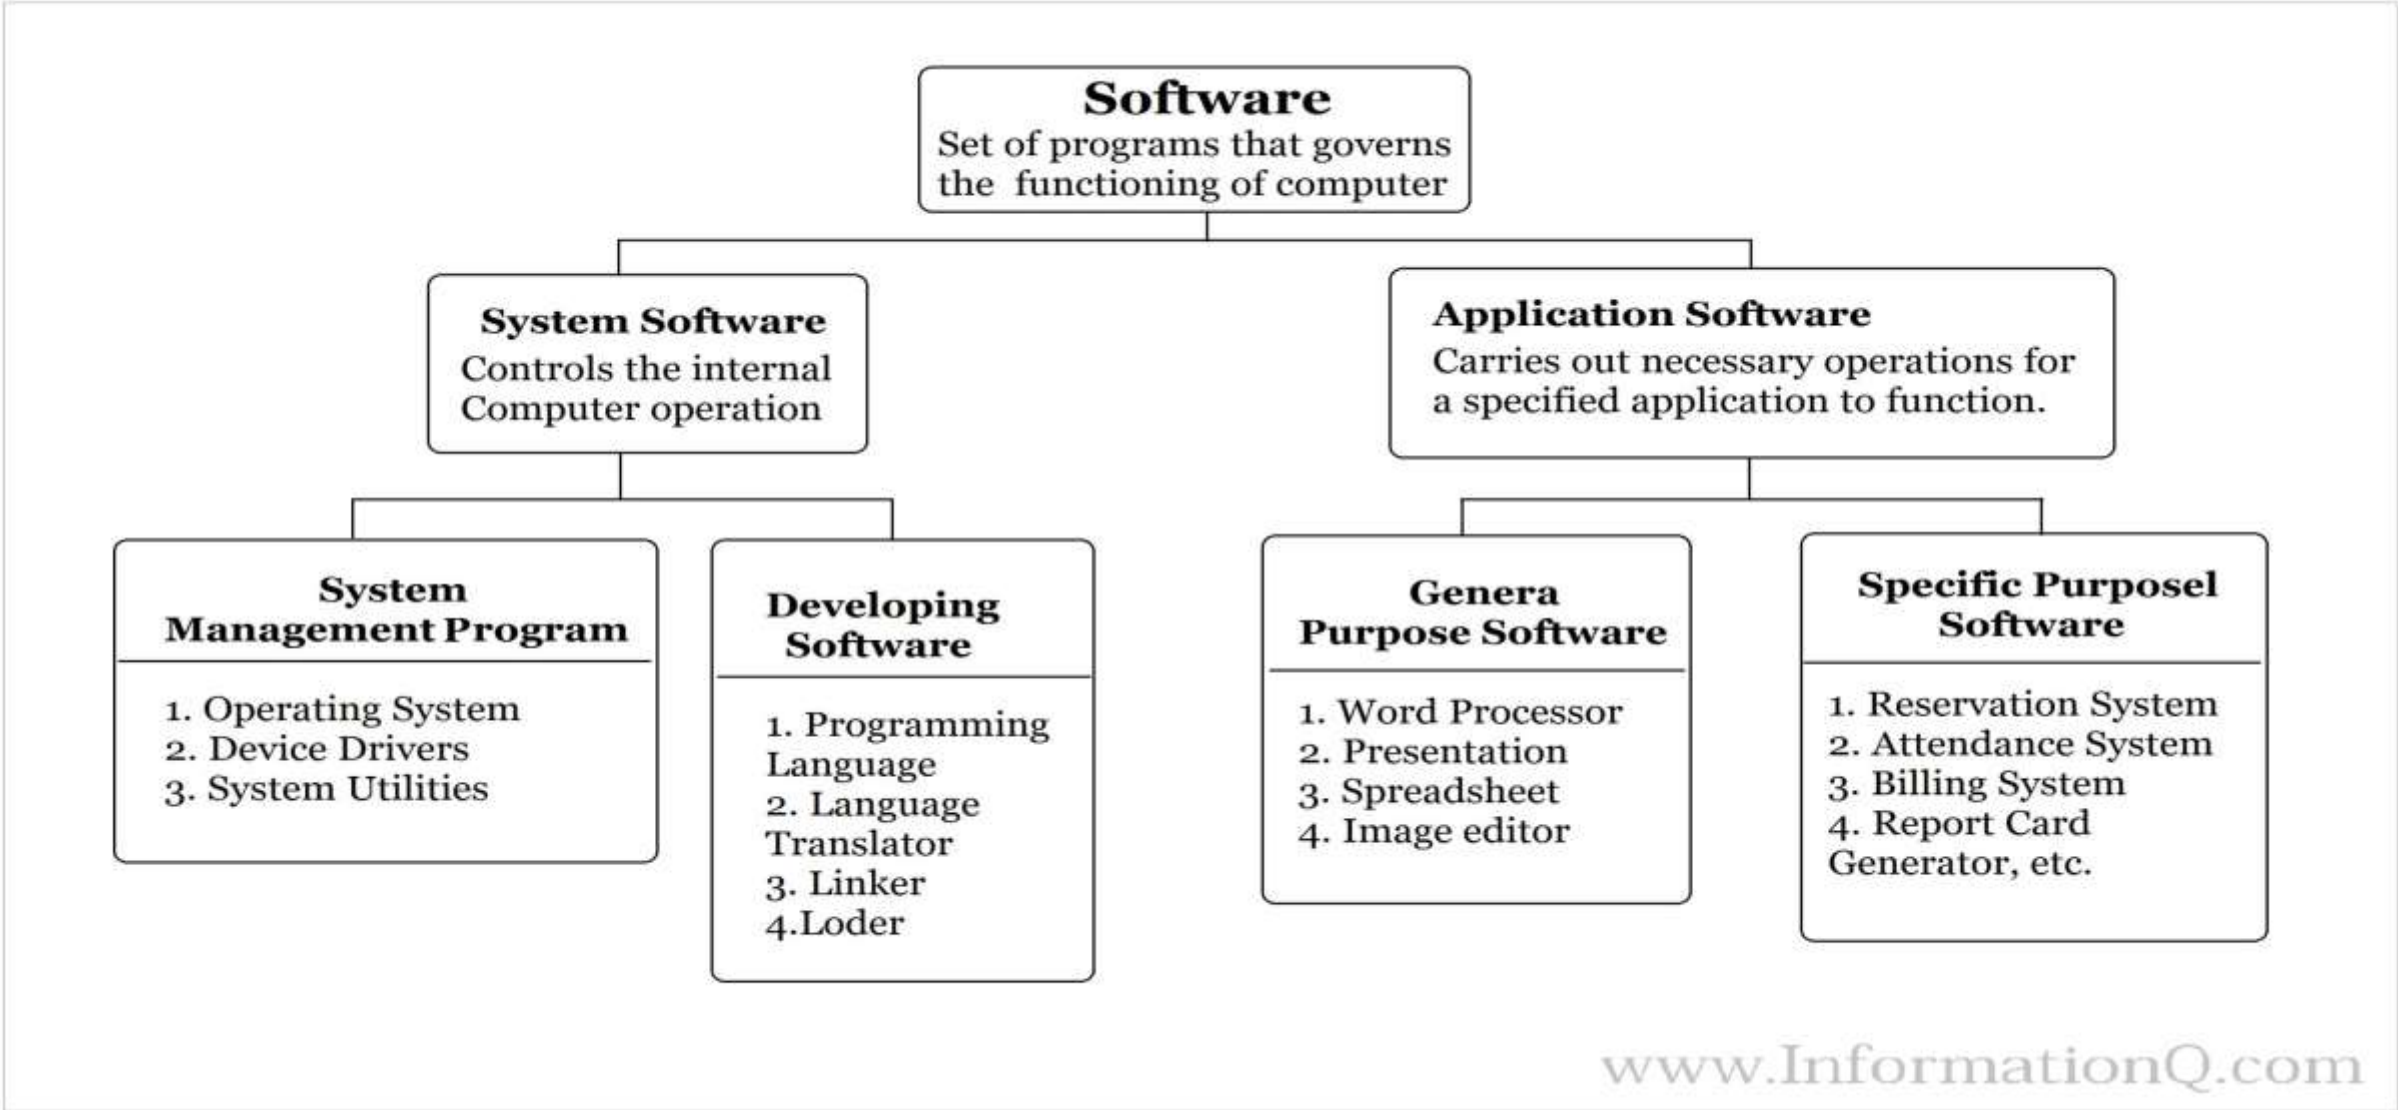 Software
Set of programs that governs
the functioning of computer
System Software
Controls the internal
Computer operation
Application Software
Carries out necessary operations for
a specified application to function.
System
Management Program
1. Operating System
2. Device Drivers
3. System Utilities
Developing
Software
1. Programming
Language
2. Language
Translator
3. Linker
4.Loder
Genera
Purpose Software
1. Word Processor
2. Presentation
3. Spreadsheet
4. Image editor
Specific Purposel
Software
1. Reservation System
2. Attendance System
3. Billing System
4. Report Card
Generator, etc.
www.InformationQ.com